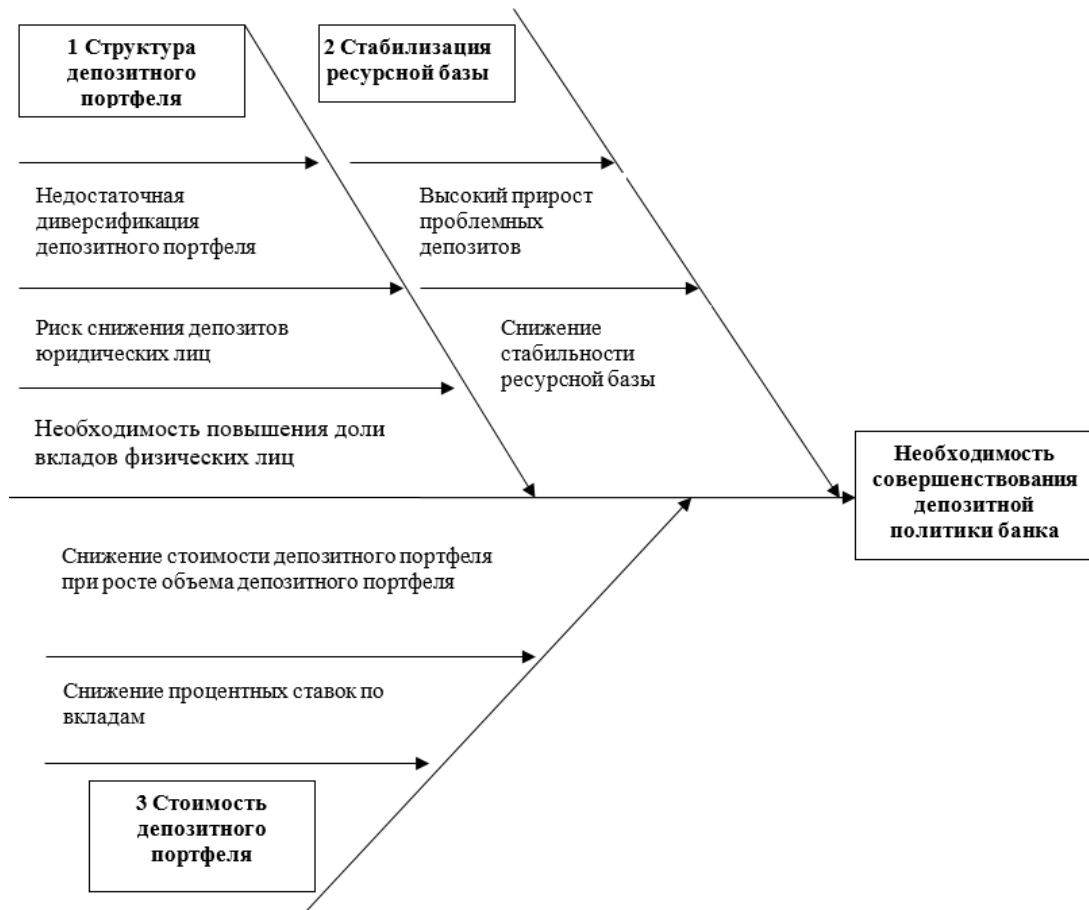 1 Структура
депозитного
портфеля
2 Стабилизация
ресурсной базы
Недостаточная
диверсификация
депозитного портфеля
Высокий прирост
проблемных
депозитов
Риск снижения депозитов
юридических лиц
Снижение
стабильности
ресурсной базы
Необходимость повышения доли
вкладов физических лиц
Необходимость
совершенствования
депозитной
политики банка
Снижение стоимости депозитного портфеля
при росте объема депозитного портфеля
Снижение процентных ставок по
вкладам
3 Стоимость
депозитного
портфеля